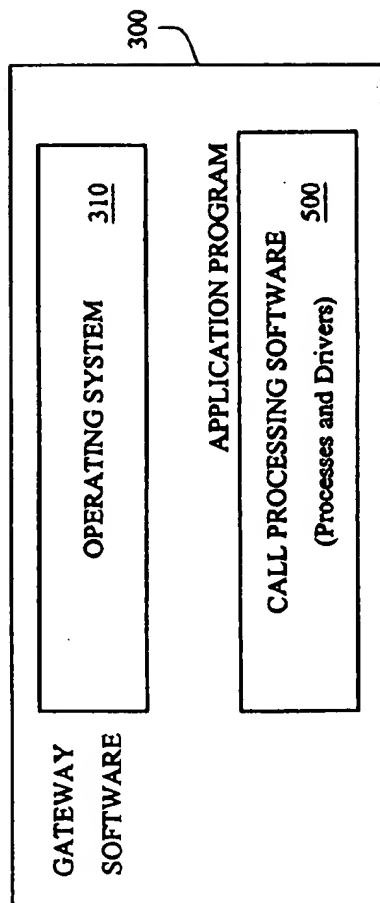 300
GATEWAY
SOFTWARE
OPERATING SYSTEM
310
APPLICATION PROGRAM
CALL PROCESSING SOFTWARE
500
(Processes and Drivers)